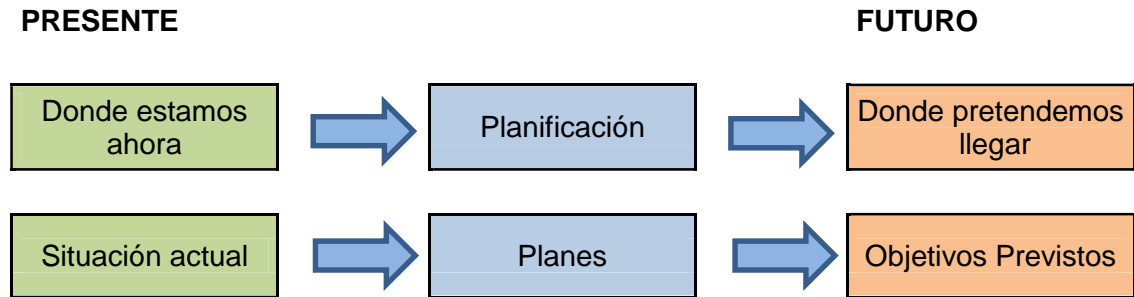 PRESENTE
FUTURO
Donde estamos
ahora
Planificación
Donde pretendemos
llegar
Situación actual
Planes
Objetivos Previstos